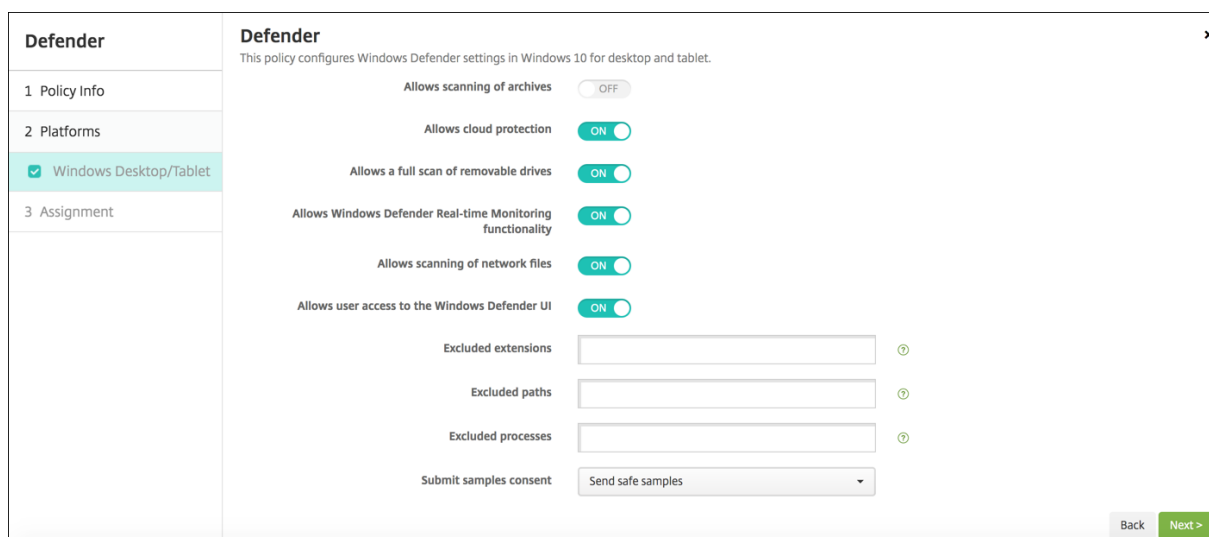 Defender
1 Policy Info
2 Platforms
Windows Desktop/Tablet
3 Assignment
Defender
This policy configures Windows Defender settings in Windows 10 for desktop and tablet.
Allows scanning of archives OFF
Allows cloud protection ON
Allows a full scan of removable drives ON
Allows Windows Defender Real-time Monitoring
functionality ON
Allows scanning of network files ON
Allows user access to the Windows Defender UI ON
Excluded extensions
Excluded paths
Excluded processes
Submit samples consent Send safe samples
Back Next >